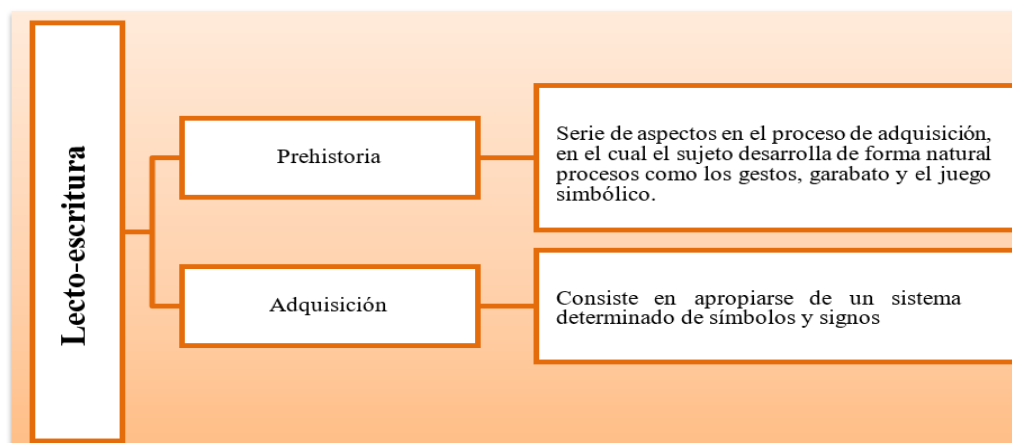 Lecto-escritura
Prehistoria
Serie de aspectos en el proceso de adquisición,
en el cual el sujeto desarrolla de forma natural
procesos como los gestos, garabato y el juego
simbólico.
Adquisición
Consiste en apropiarse de un sistema
determinado de símbolos y signos